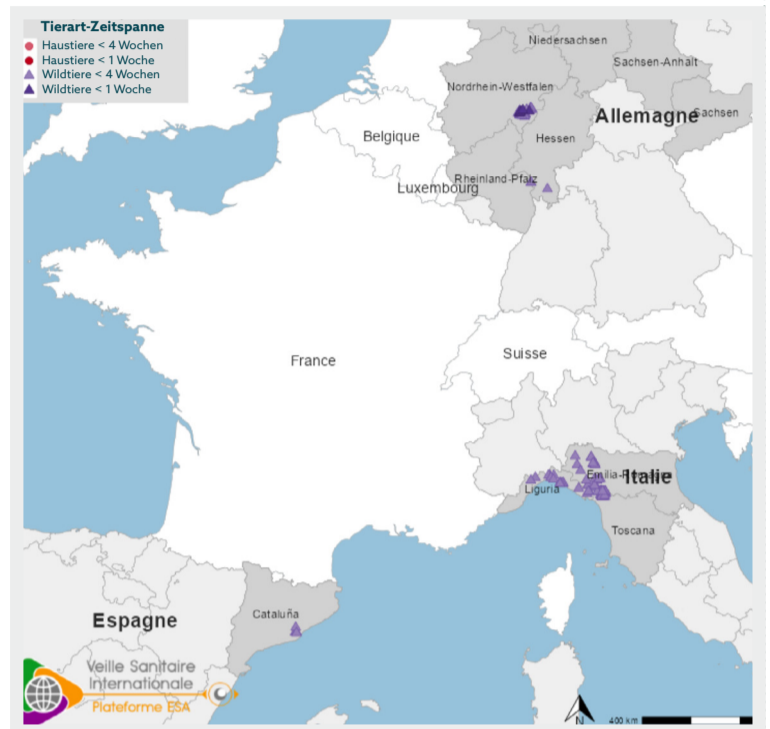 Tierart-Zeitspanne
Haustiere < 4 Wochen
Haustiere < 1 Woche
Wildtiere < 4 Wochen
Wildtiere < 1 Woche
Niedersachsen
Sachsen-Anhalt
Nordrhein-Westfalen
Allemagne
Sachsen
Belgique
Hessen
Rheinland-Pfalz
Luxembourg
France
Suisse
Emilia-Romagna
Italie
Liguria
Toscana
Cataluña
Espagne
Veille Sanitaire
Internationale
Plateforme ESA
N
400 km